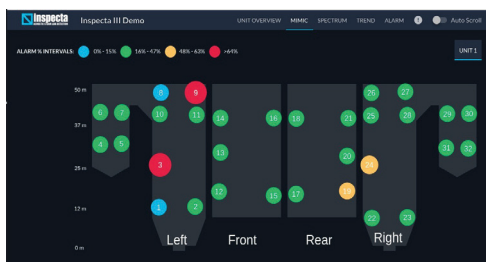 Inspecta Inspecta III Demo UNIT OVERVIEW MIMIC SPECTRUM TREND ALARM 1 Auto Scroll
ALARM % INTERVALS: 0% - 15% 16% - 47% 48% - 63% >64% UNIT 1
50 m 8 9 26 27
6 7 10 11 14 16 18 21 25 28 29 30
37 m
4 5 13 20 31 32
25 m 3 24
12 15 17 19
12 m 1 2 22 23
0 m
Left Front Rear Right